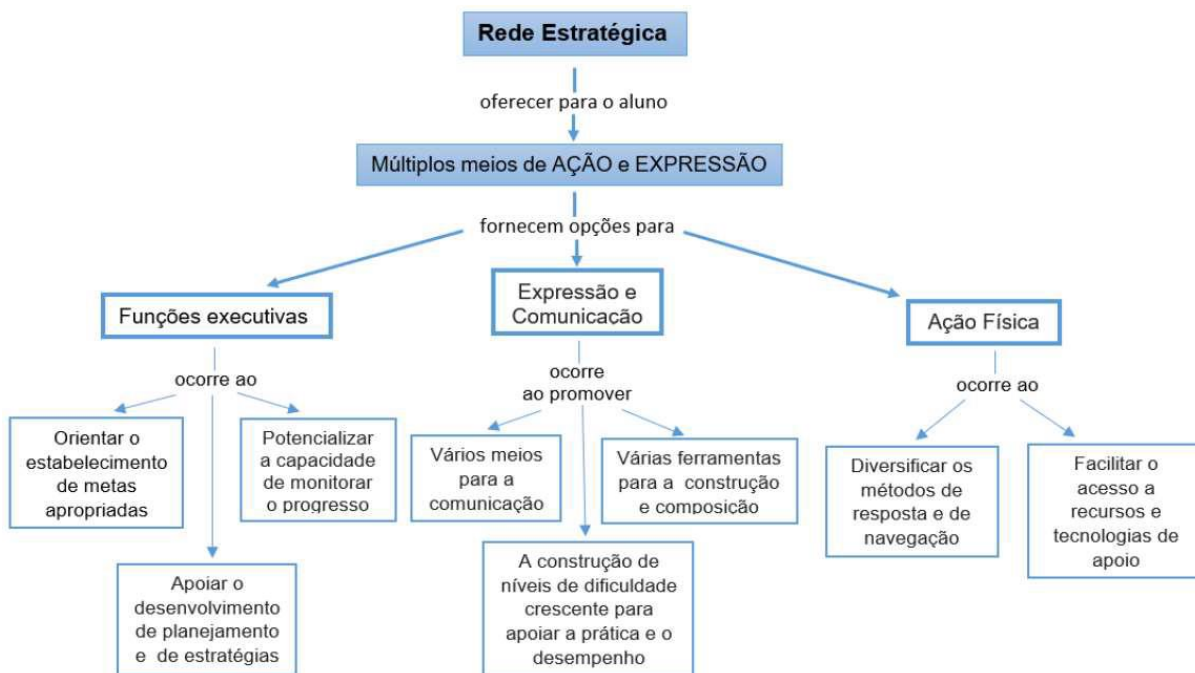 Rede Estratégica
oferecer para o aluno
Múltiplos meios de AÇÃO e EXPRESSÃO
fornecem opções para
Funções executivas
ocorre ao
Orientar o
estabelecimento
de metas
apropriadas
Apoiar o
desenvolvimento
de planejamento
e de estratégias
Potencializar
a capacidade
de monitorar
o progresso
Expressão e
Comunicação
ocorre
ao promover
Vários meios
para a
comunicação
A construção de
níveis de dificuldade
crescente para
apoiar a prática e o
desempenho
Várias ferramentas
para a construção
e composição
Ação Física
ocorre ao
Diversificar os
métodos de
resposta e de
navegação
Facilitar o
acesso a
recursos e
tecnologias de
apoio